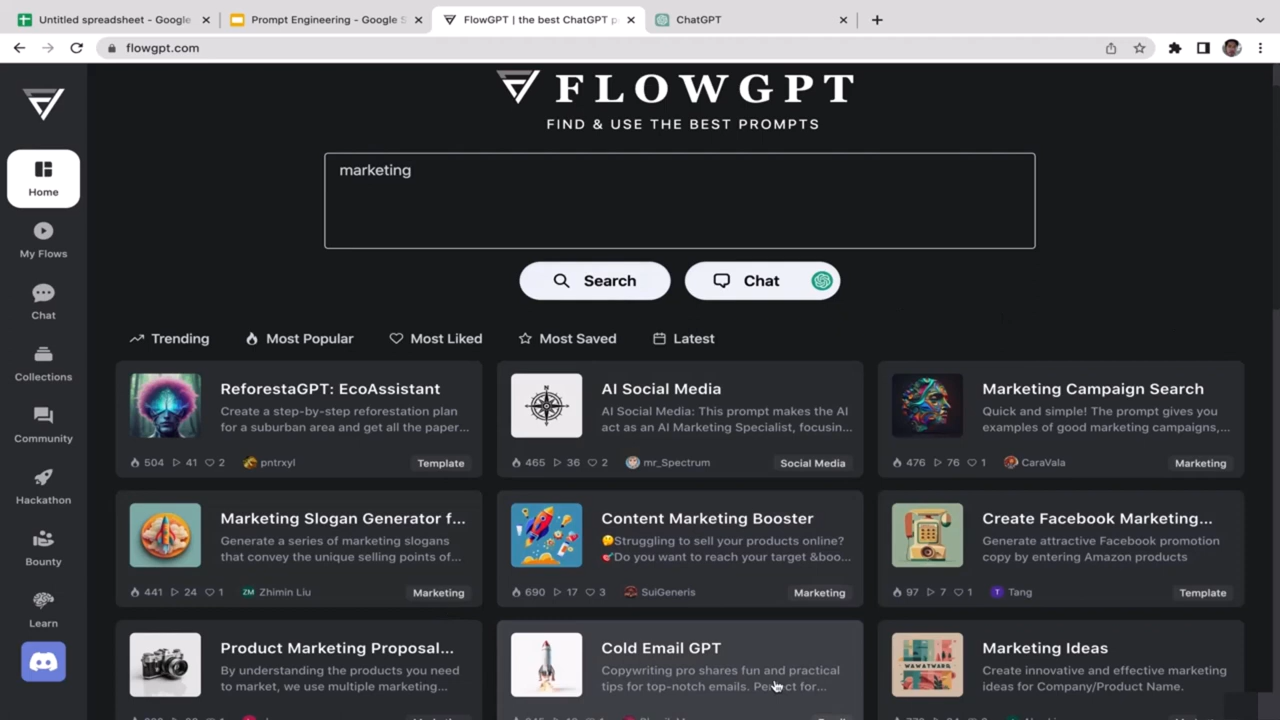 Untitled spreadsheet - Google
Prompt Engineering - Google S
FlowGPT | the best ChatGPT p
ChatGPT
flowgpt.com
FLOWGPT
FIND & USE THE BEST PROMPTS
marketing
Search
Chat
Home
My Flows
Chat
Collections
Community
Hackathon
Bounty
Learn
Trending
Most Popular
Most Liked
Most Saved
Latest
ReforestaGPT: EcoAssistant
Create a step-by-step reforestation plan
for a suburban area and get all the paper...
504 41 2 pntrxyl Template
AI Social Media
AI Social Media: This prompt makes the AI
act as an AI Marketing Specialist, focusin...
465 36 2 mr_Spectrum Social Media
Marketing Campaign Search
Quick and simple! The prompt gives you
examples of good marketing campaigns,...
476 76 1 CaraVala Marketing
Marketing Slogan Generator f...
Generate a series of marketing slogans
that convey the unique selling points of...
441 24 1 ZM Zhimin Liu Marketing
Content Marketing Booster
🤔Struggling to sell your products online?
🎯Do you want to reach your target &boo...
690 17 3 SuiGeneris Marketing
Create Facebook Marketing...
Generate attractive Facebook promotion
copy by entering Amazon products
97 7 1 T Tang Template
Product Marketing Proposal...
By understanding the products you need
to market, we use multiple marketing...
Cold Email GPT
Copywriting pro shares fun and practical
tips for top-notch emails. Perfect for...
Marketing Ideas
Create innovative and effective marketing
ideas for Company/Product Name.